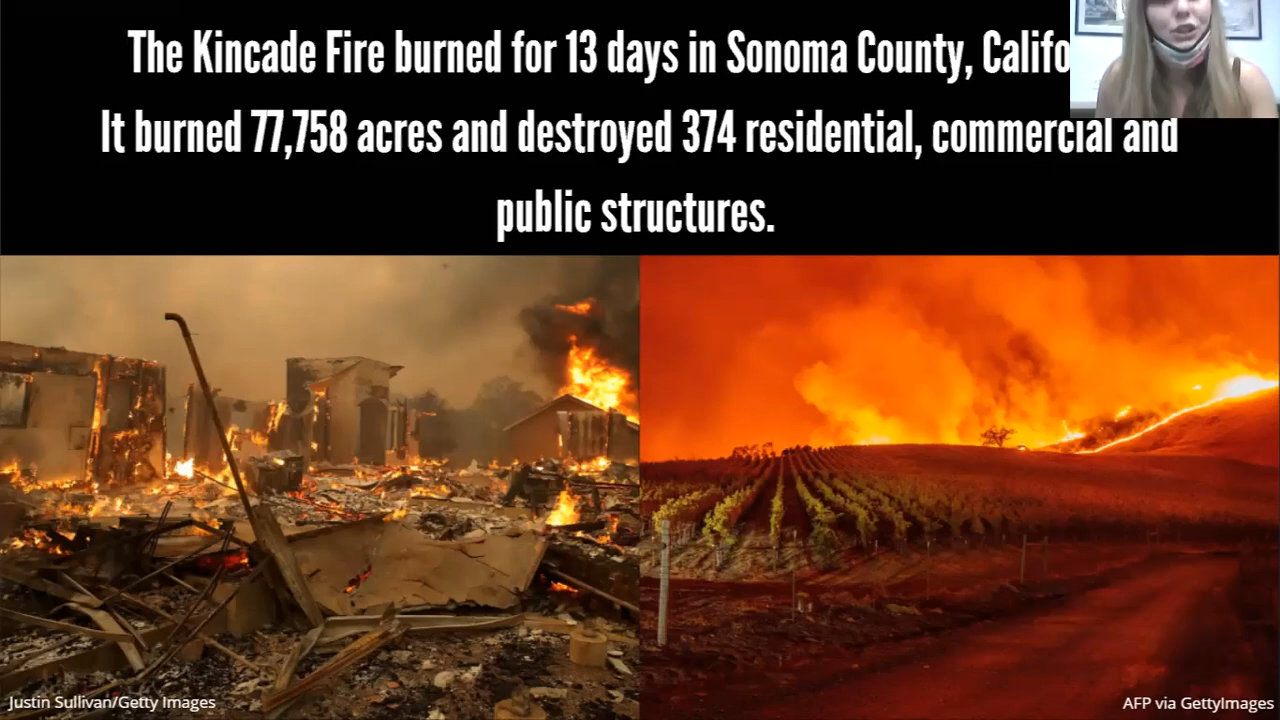 The Kincade Fire burned for 13 days in Sonoma County, Califo
It burned 77,758 acres and destroyed 374 residential, commercial and
public structures.
Justin Sullivan/Getty Images
AFP via GettyImages